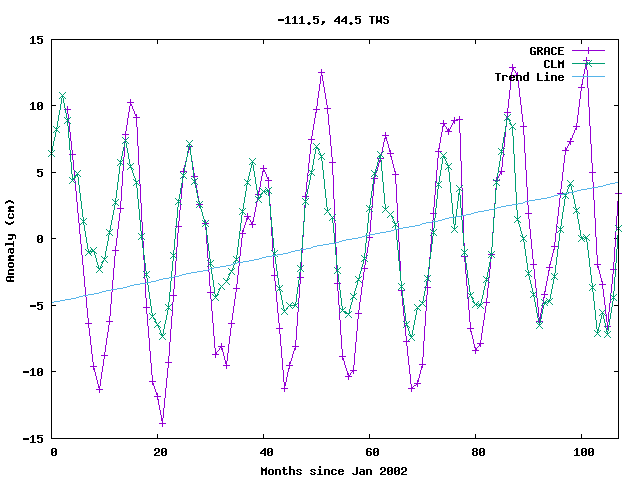 -111.5, 44.5 TWS
GRACE
CLM
Trend Line
15
10
5
0
-5
-10
-15
Anomaly (cm)
0 20 40 60 80 100
Months since Jan 2002